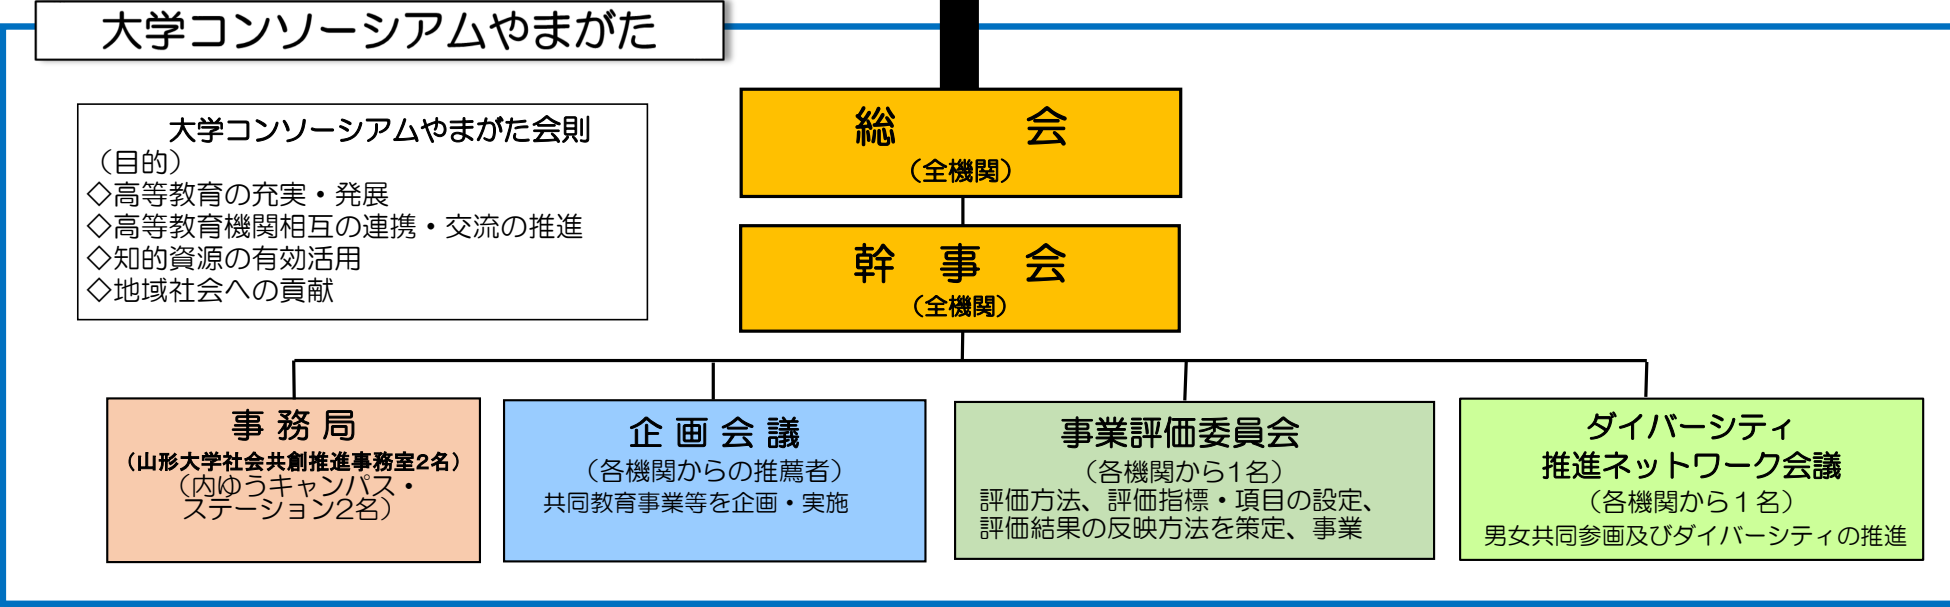 大学コンソーシアムやまがた
大学コンソーシアムやまがた会則
（目的）
◇高等教育の充実・発展
◇高等教育機関相互の連携・交流の推進
◇知的資源の有効活用
◇地域社会への貢献
総　会
（全機関）
幹 事 会
（全機関）
事 務 局
（山形大学社会共創推進事務室2名）
（内ゆうキャンパス・
ステーション2名）
企 画 会 議
（各機関からの推薦者）
共同教育事業等を企画・実施
事業評価委員会
（各機関から1名）
評価方法、評価指標・項目の設定、
評価結果の反映方法を策定、事業
ダイバーシティ
推進ネットワーク会議
（各機関から１名）
男女共同参画及びダイバーシティの推進